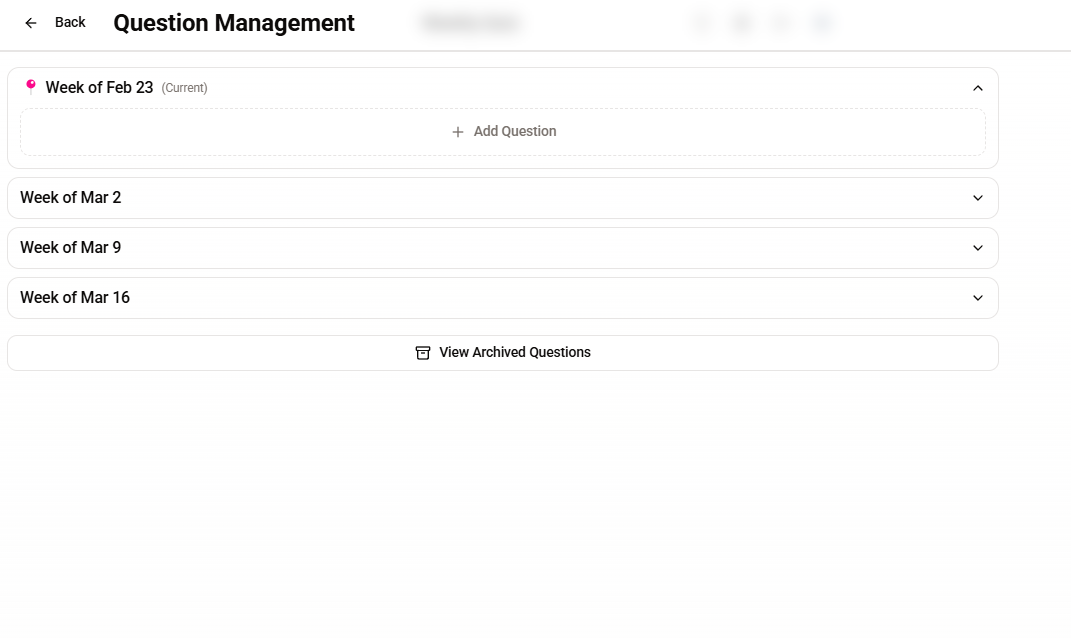 Back Question Management
Week of Feb 23 (Current)
Add Question
Week of Mar 2
Week of Mar 9
Week of Mar 16
View Archived Questions